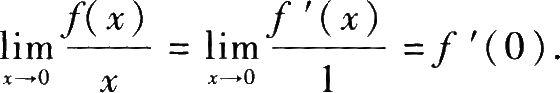 lim_{x→0} f(x)/x = lim_{x→0} f ′(x)/1 = f ′(0).